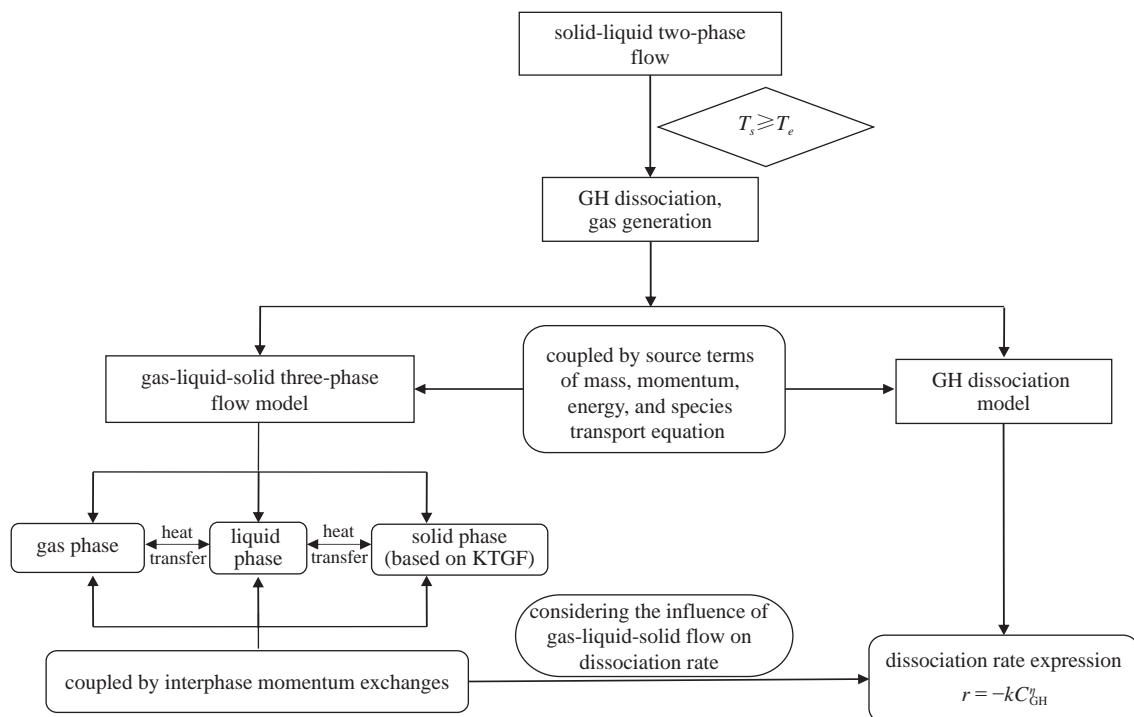 solid-liquid two-phase
flow
T_s ⩾ T_e
GH dissociation,
gas generation
gas-liquid-solid three-phase
flow model
coupled by source terms
of mass, momentum,
energy, and species
transport equation
GH dissociation
model
gas phase
heat
transfer
liquid
phase
heat
transfer
solid phase
(based on KTGF)
considering the influence of
gas-liquid-solid flow on
dissociation rate
coupled by interphase momentum exchanges
dissociation rate expression
r = −kC_GH^η